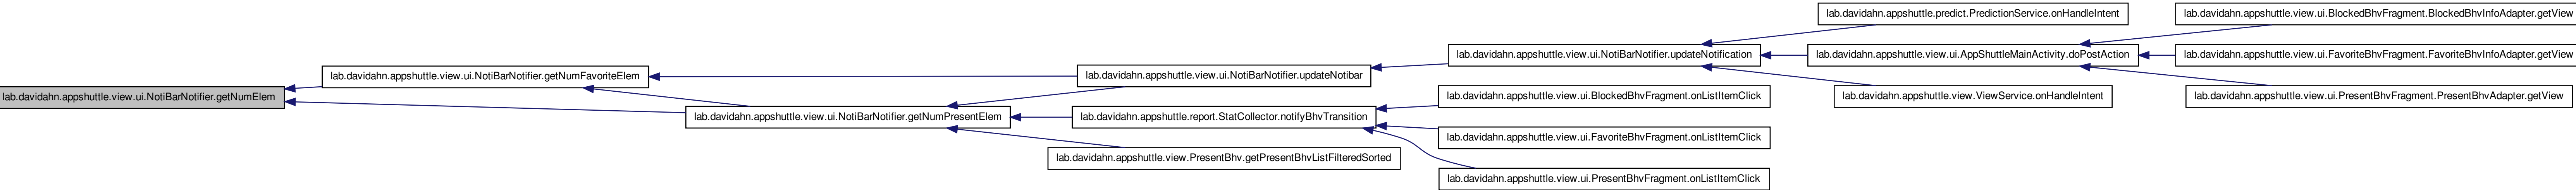 lab.davidahn.appshuttle.view.ui.NotiBarNotifier.getNumElem
lab.davidahn.appshuttle.view.ui.NotiBarNotifier.getNumFavoriteElem
lab.davidahn.appshuttle.view.ui.NotiBarNotifier.getNumPresentElem
lab.davidahn.appshuttle.view.ui.NotiBarNotifier.updateNotibar
lab.davidahn.appshuttle.report.StatCollector.notifyBhvTransition
lab.davidahn.appshuttle.view.PresentBhv.getPresentBhvListFilteredSorted
lab.davidahn.appshuttle.view.ui.NotiBarNotifier.updateNotification
lab.davidahn.appshuttle.view.ui.BlockedBhvFragment.onListItemClick
lab.davidahn.appshuttle.view.ui.FavoriteBhvFragment.onListItemClick
lab.davidahn.appshuttle.view.ui.PresentBhvFragment.onListItemClick
lab.davidahn.appshuttle.predict.PredictionService.onHandleIntent
lab.davidahn.appshuttle.view.ui.AppShuttleMainActivity.doPostAction
lab.davidahn.appshuttle.view.ViewService.onHandleIntent
lab.davidahn.appshuttle.view.ui.BlockedBhvFragment.BlockedBhvInfoAdapter.getView
lab.davidahn.appshuttle.view.ui.FavoriteBhvFragment.FavoriteBhvInfoAdapter.getView
lab.davidahn.appshuttle.view.ui.PresentBhvFragment.PresentBhvAdapter.getView